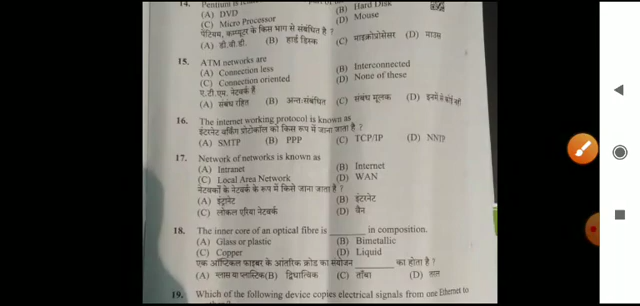 14. Pentium is
(A) DVD (B) Hard Disk
(C) Micro Processor (D) Mouse
पेंटियम, कम्प्यूटर के किस भाग से संबंधित है ?
(A) डी.वी.डी. (B) हार्ड डिस्क (C) माइक्रोप्रोसेसर (D) माउस
15. ATM networks are
(A) Connection less (B) Interconnected
(C) Connection oriented (D) None of these
ए.टी.एम. नेटवर्क हैं
(A) संबंध रहित (B) अन्तःसंबंधित (C) संबंध मूलक (D) इनमें से कोई नहीं
16. The internet working protocol is known as
इंटरनेट वर्किंग प्रोटोकॉल को किस रूप में जाना जाता है ?
(A) SMTP (B) PPP (C) TCP/IP (D) NNTP
17. Network of networks is known as
(A) Intranet (B) Internet
(C) Local Area Network (D) WAN
नेटवर्कों के नेटवर्क के रूप में किसे जाना जाता है ?
(A) इंट्रानेट (B) इंटरनेट
(C) लोकल एरिया नेटवर्क (D) वैन
18. The inner core of an optical fibre is ________ in composition.
(A) Glass or plastic (B) Bimetallic
(C) Copper (D) Liquid
एक ऑप्टिकल फाइबर के आंतरिक क्रोड का संयोजन ________ का होता है ?
(A) ग्लास या प्लास्टिक (B) द्विधात्विक (C) ताँबा (D)
19. Which of the following device copies electrical signals from one Ethernet to